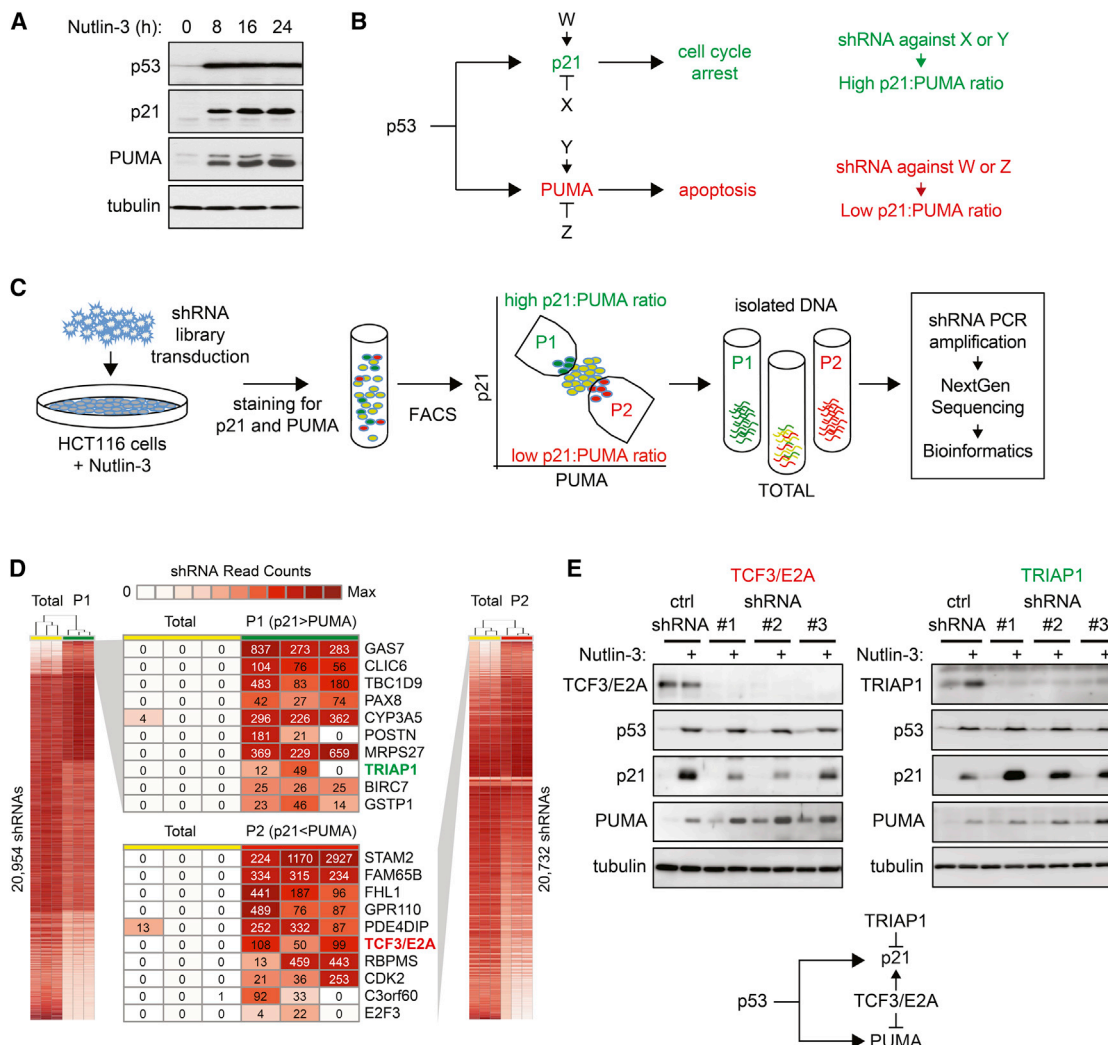 A
Nutlin-3 (h): 0 8 16 24
p53
p21
PUMA
tubulin
B
W
p21
X
cell cycle
arrest
p53
Y
PUMA
Z
apoptosis
shRNA against X or Y
High p21:PUMA ratio
shRNA against W or Z
Low p21:PUMA ratio
C
shRNA
library
transduction
HCT116 cells
+ Nutlin-3
staining for
p21 and PUMA
FACS
p21
high p21:PUMA ratio
P1
P2
low p21:PUMA ratio
PUMA
isolated DNA
P1
P2
TOTAL
shRNA PCR
amplification
NextGen
Sequencing
Bioinformatics
D
shRNA Read Counts
0 Max
Total P1
20,954 shRNAs
Total P1 (p21>PUMA)
0 0 0 837 273 283 GAS7
0 0 0 104 76 56 CLIC6
0 0 0 483 83 180 TBC1D9
0 0 0 42 27 74 PAX8
4 0 0 296 226 362 CYP3A5
0 0 0 181 21 0 POSTN
0 0 0 369 229 659 MRPS27
0 0 0 12 49 0 TRIAP1
0 0 0 25 26 25 BIRC7
0 0 0 23 46 14 GSTP1
Total P2 (p21<PUMA)
0 0 0 224 1170 2927 STAM2
0 0 0 334 315 234 FAM65B
0 0 0 441 187 96 FHL1
0 0 0 489 76 87 GPR110
13 0 0 252 332 87 PDE4DIP
0 0 0 108 50 99 TCF3/E2A
0 0 0 13 459 443 RBPMS
0 0 0 21 36 253 CDK2
0 0 1 92 33 0 C3orf60
0 0 0 4 22 0 E2F3
Total P2
20,732 shRNAs
E
TCF3/E2A
ctrl shRNA
shRNA #1 #2 #3
Nutlin-3: + + + +
TCF3/E2A
p53
p21
PUMA
tubulin
TRIAP1
ctrl shRNA
shRNA #1 #2 #3
Nutlin-3: + + + +
TRIAP1
p53
p21
PUMA
tubulin
TRIAP1
p21
p53
TCF3/E2A
PUMA